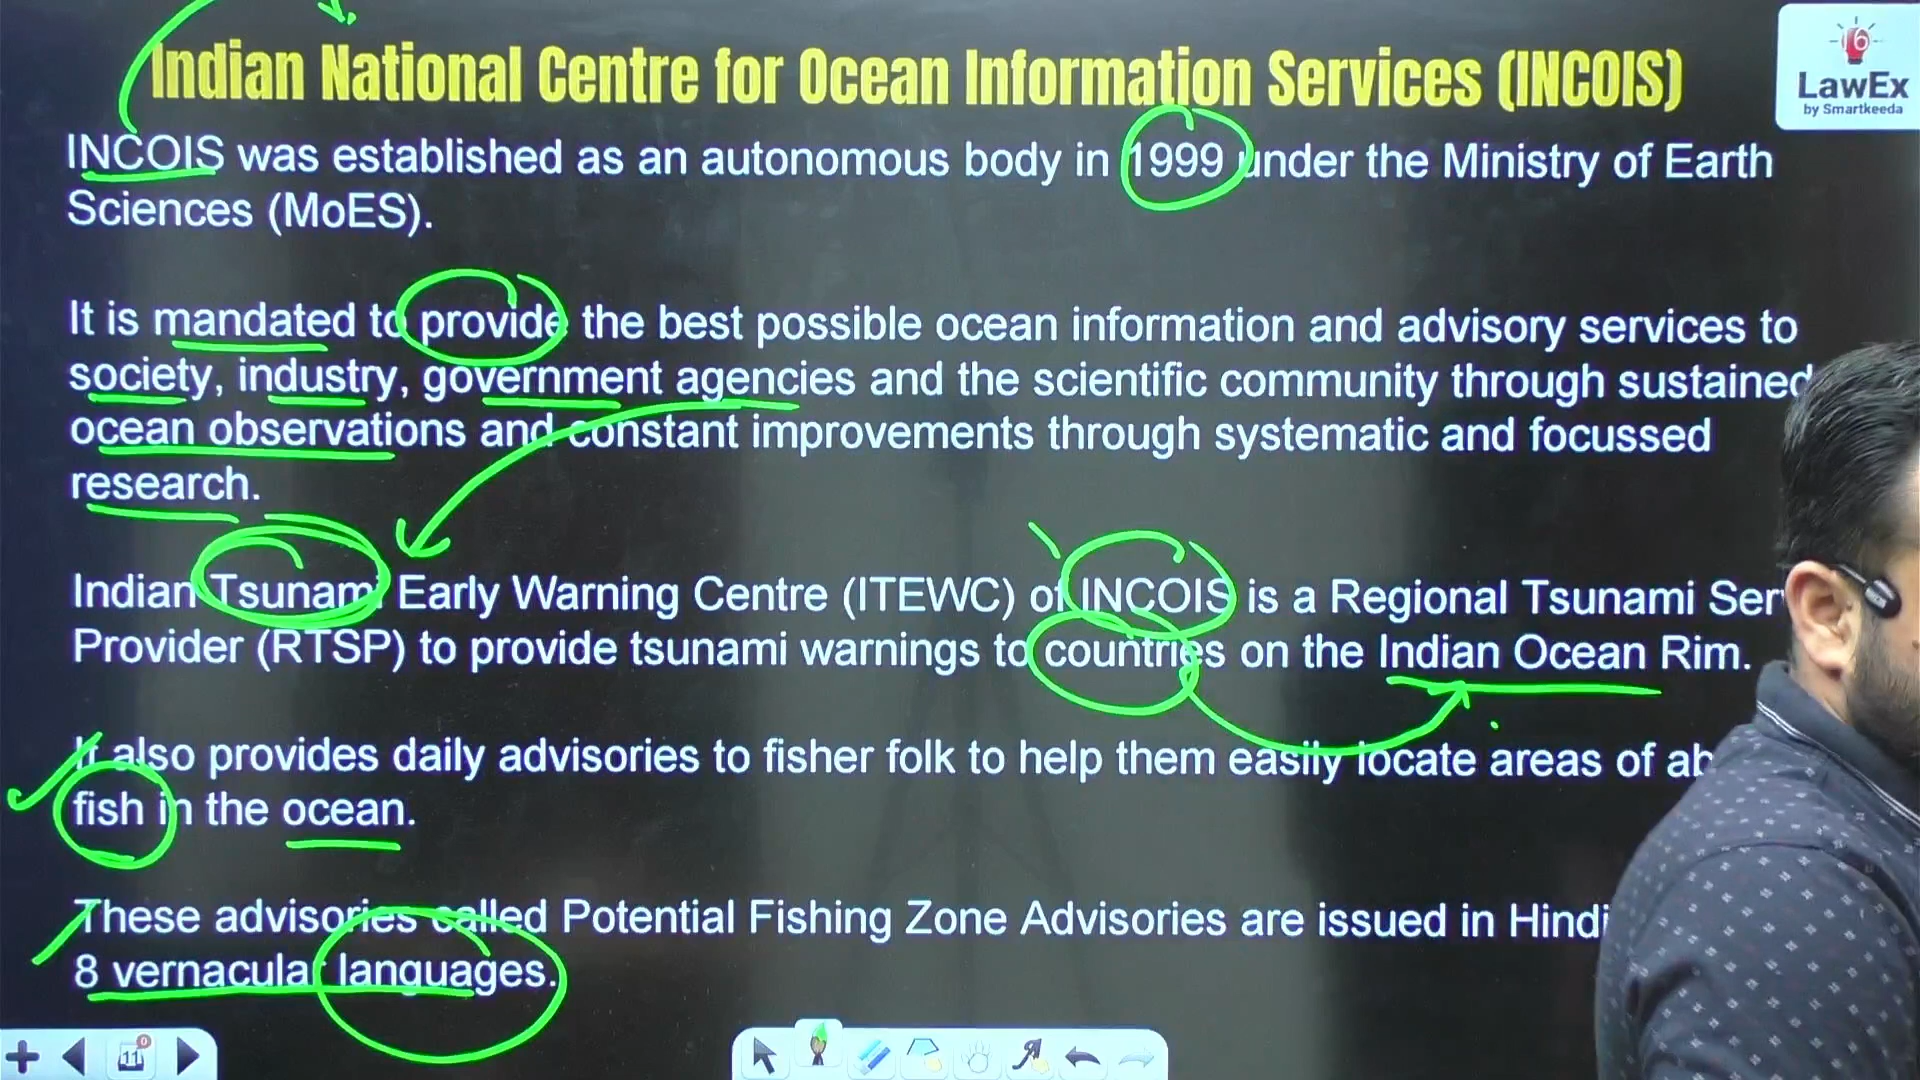 Indian National Centre for Ocean Information Services (INCOIS)
16
LawEx
by Smartkeeda
INCOIS was established as an autonomous body in 1999 under the Ministry of Earth
Sciences (MoES).
It is mandated to provide the best possible ocean information and advisory services to
society, industry, government agencies and the scientific community through sustained
ocean observations and constant improvements through systematic and focussed
research.
Indian Tsunami Early Warning Centre (ITEWC) of INCOIS is a Regional Tsunami Ser
Provider (RTSP) to provide tsunami warnings to countries on the Indian Ocean Rim.
It also provides daily advisories to fisher folk to help them easily locate areas of ab
fish in the ocean.
These advisories called Potential Fishing Zone Advisories are issued in Hindi
8 vernacular languages.
11
0